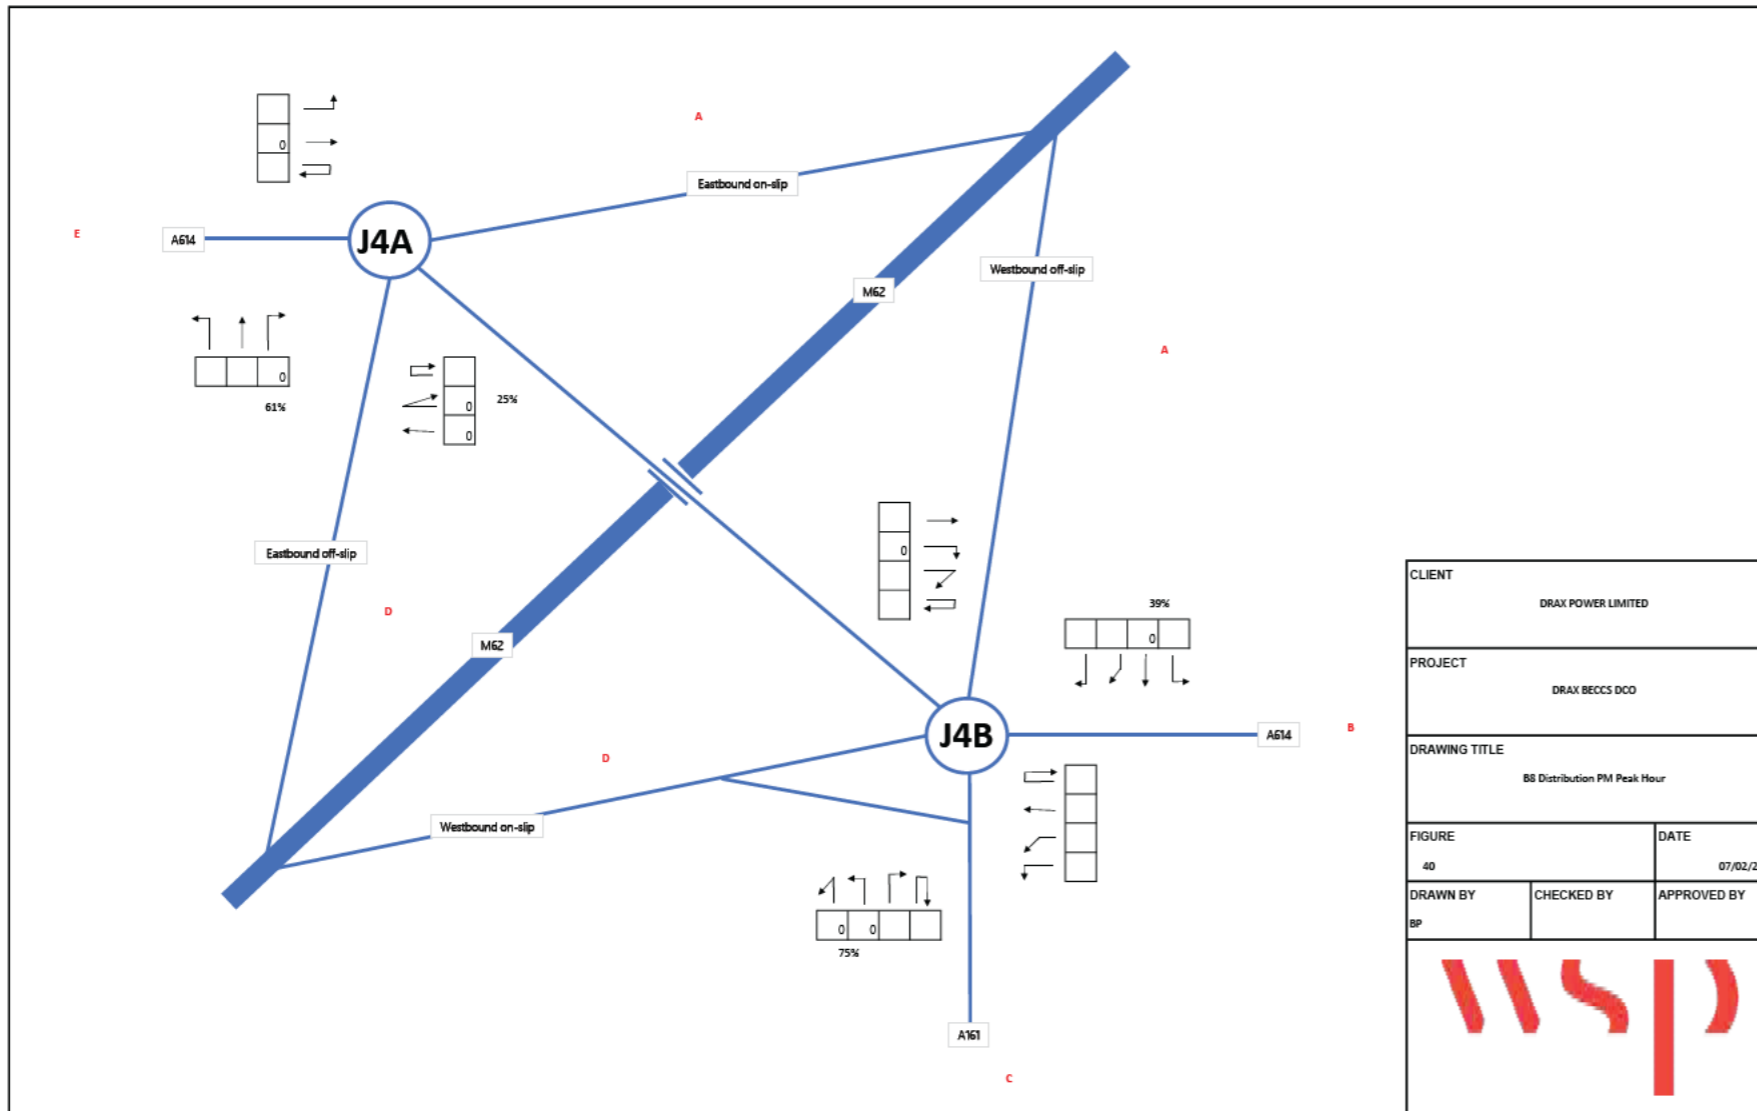 A
0
Eastbound on-slip
E
A614
J4A
Westbound off-slip
M62
A
0
61%
0
25%
0
0
Eastbound off-slip
D
39%
0
M62
J4B
A614
B
D
Westbound on-slip
0 0
75%
A161
C
CLIENT
DRAX POWER LIMITED
PROJECT
DRAX BECCS DCO
DRAWING TITLE
B8 Distribution PM Peak Hour
FIGURE DATE
40 07/02/2
DRAWN BY CHECKED BY APPROVED BY
BP
wsp